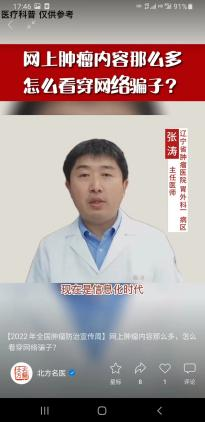 17:46
91%
医疗科普 仅供参考
网上肿瘤内容那么多
怎么看穿网络骗子?
辽宁省肿瘤医院 胃外科一病区
张涛
主任医师
现在是信息化时代
【2022年全国肿瘤防治宣传周】网上肿瘤内容那么多，怎么
看穿网络骗子?
北方名医
星标
8
1
评论